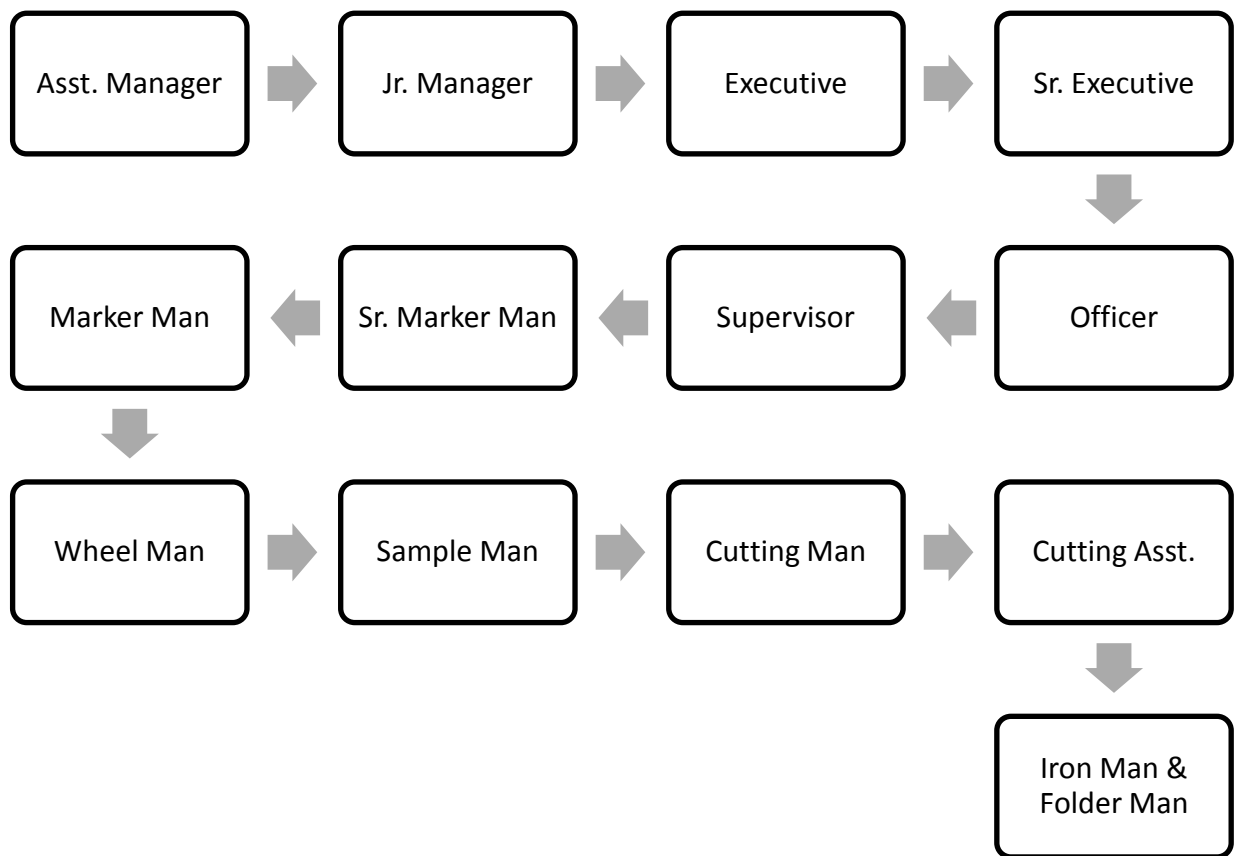 Asst. Manager
Jr. Manager
Executive
Sr. Executive
Officer
Supervisor
Sr. Marker Man
Marker Man
Wheel Man
Sample Man
Cutting Man
Cutting Asst.
Iron Man &
Folder Man